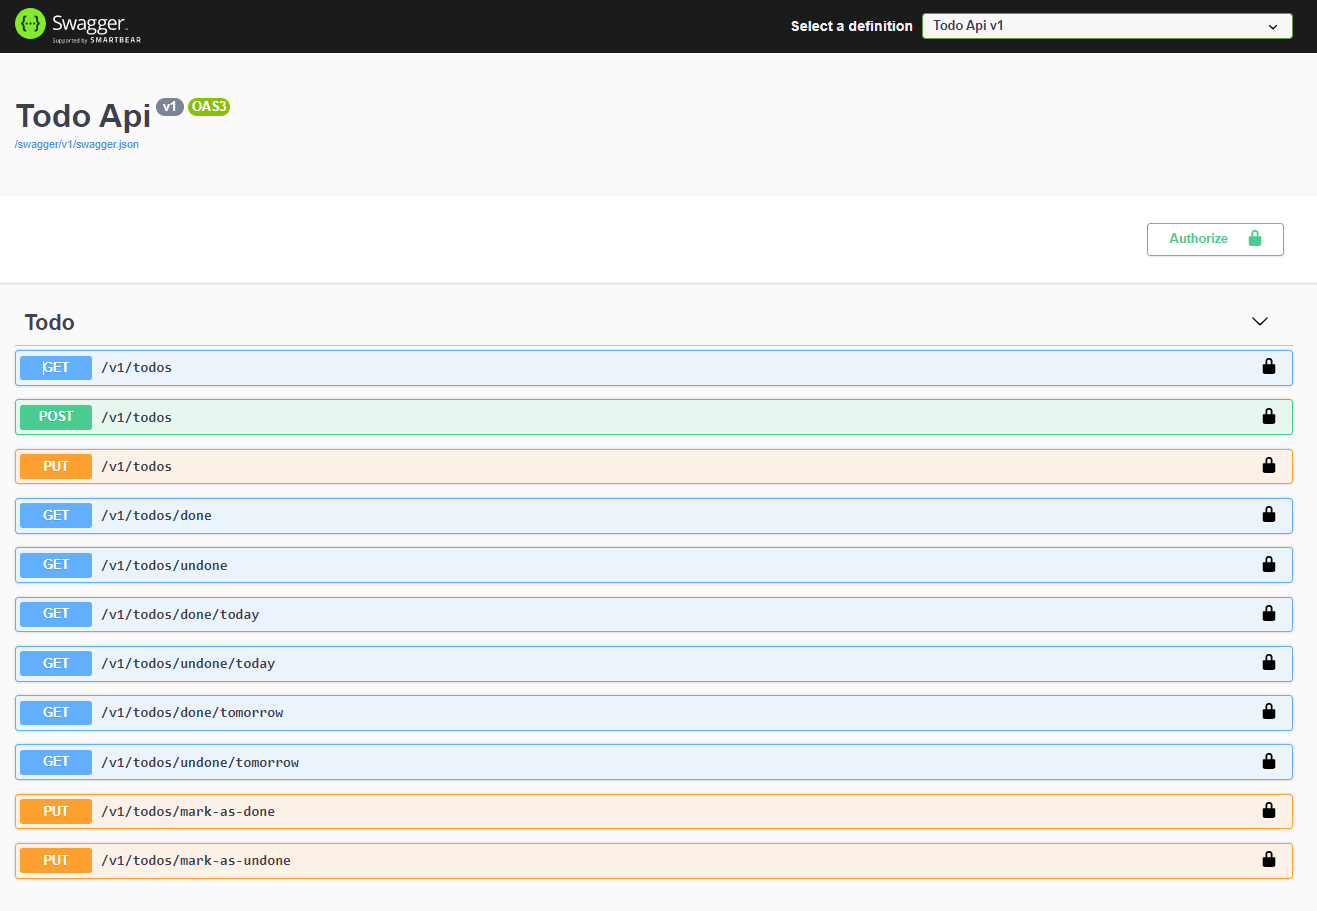 Swagger.
Supported by SMARTBEAR
Select a definition
Todo Api v1
Todo Api v1 OAS3
/swagger/v1/swagger.json
Authorize
Todo
GET /v1/todos
POST /v1/todos
PUT /v1/todos
GET /v1/todos/done
GET /v1/todos/undone
GET /v1/todos/done/today
GET /v1/todos/undone/today
GET /v1/todos/done/tomorrow
GET /v1/todos/undone/tomorrow
PUT /v1/todos/mark-as-done
PUT /v1/todos/mark-as-undone